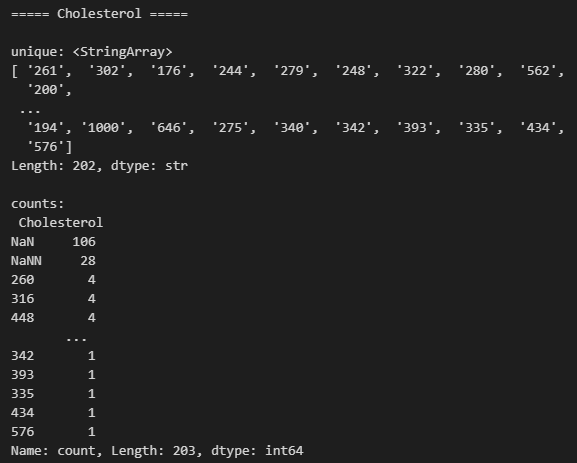 ===== Cholesterol =====
unique: <StringArray>
[ '261',  '302',  '176',  '244',  '279',  '248',  '322',  '280',  '562',
  '200',
 ...
  '194', '1000',  '646',  '275',  '340',  '342',  '393',  '335',  '434',
  '576']
Length: 202, dtype: str
counts:
 Cholesterol
NaN     106
NaNN     28
260       4
316       4
448       4
       ...
342       1
393       1
335       1
434       1
576       1
Name: count, Length: 203, dtype: int64